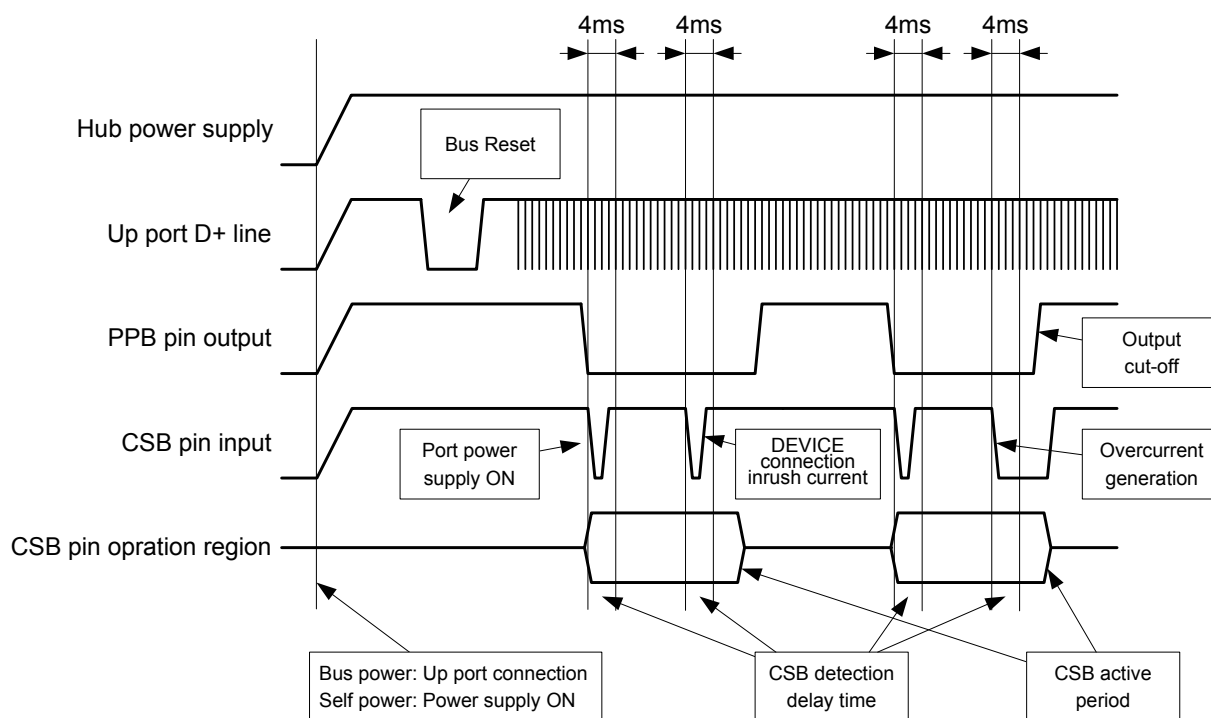 4ms
4ms
4ms
4ms
Hub power supply
Bus Reset
Up port D+ line
PPB pin output
Output
cut-off
CSB pin input
Port power
supply ON
DEVICE
connection
inrush current
Overcurrent
generation
CSB pin opration region
Bus power: Up port connection
Self power: Power supply ON
CSB detection
delay time
CSB active
period